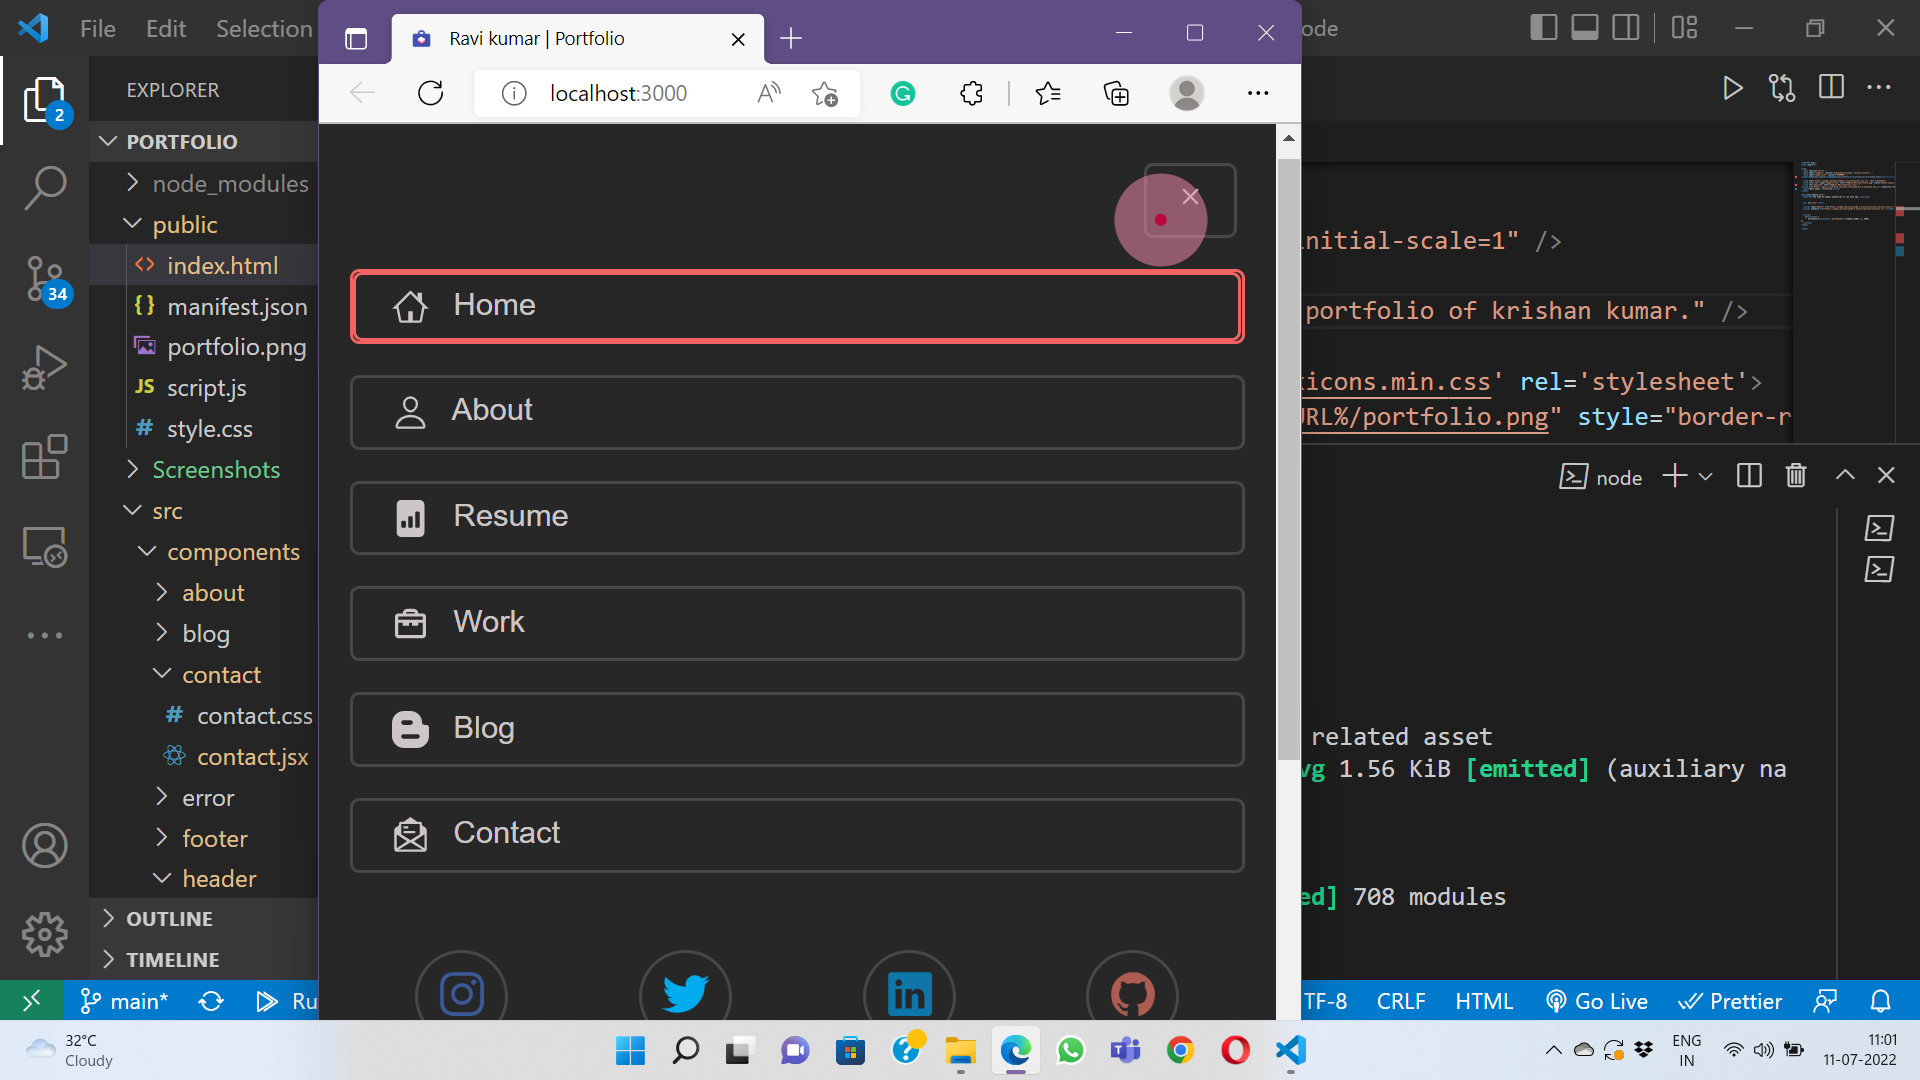 File Edit Selection
ode
Ravi kumar | Portfolio
localhost:3000
2
34
EXPLORER
PORTFOLIO
node_modules
public
index.html
manifest.json
portfolio.png
JS script.js
# style.css
Screenshots
src
components
about
blog
contact
# contact.css
contact.jsx
error
footer
header
OUTLINE
TIMELINE
Home
About
Resume
Work
Blog
Contact
nitial-scale=1" />
portfolio of krishan kumar." />
icons.min.css' rel='stylesheet'>
RL%/portfolio.png" style="border-r
node
related asset
vg 1.56 KiB [emitted] (auxiliary na
ed] 708 modules
main* Ru
TF-8 CRLF HTML Go Live Prettier
32°C
Cloudy
ENG
IN
11:01
11-07-2022